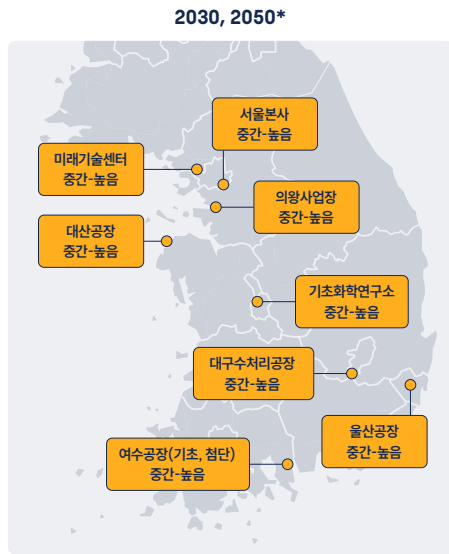 2030, 2050*
서울본사
중간-높음
미래기술센터
중간-높음
의왕사업장
중간-높음
대산공장
중간-높음
기초화학연구소
중간-높음
대구수처리공장
중간-높음
울산공장
중간-높음
여수공장(기초, 첨단)
중간-높음